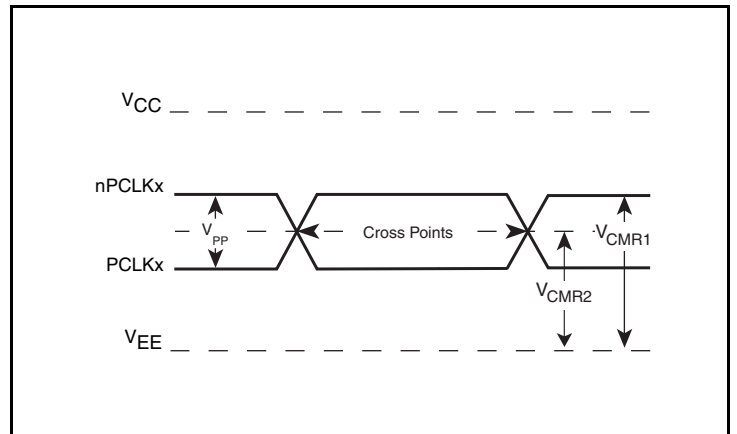 VCC
nPCLKx
VPP
Cross Points
VCMR1
PCLKx
VCMR2
VEE